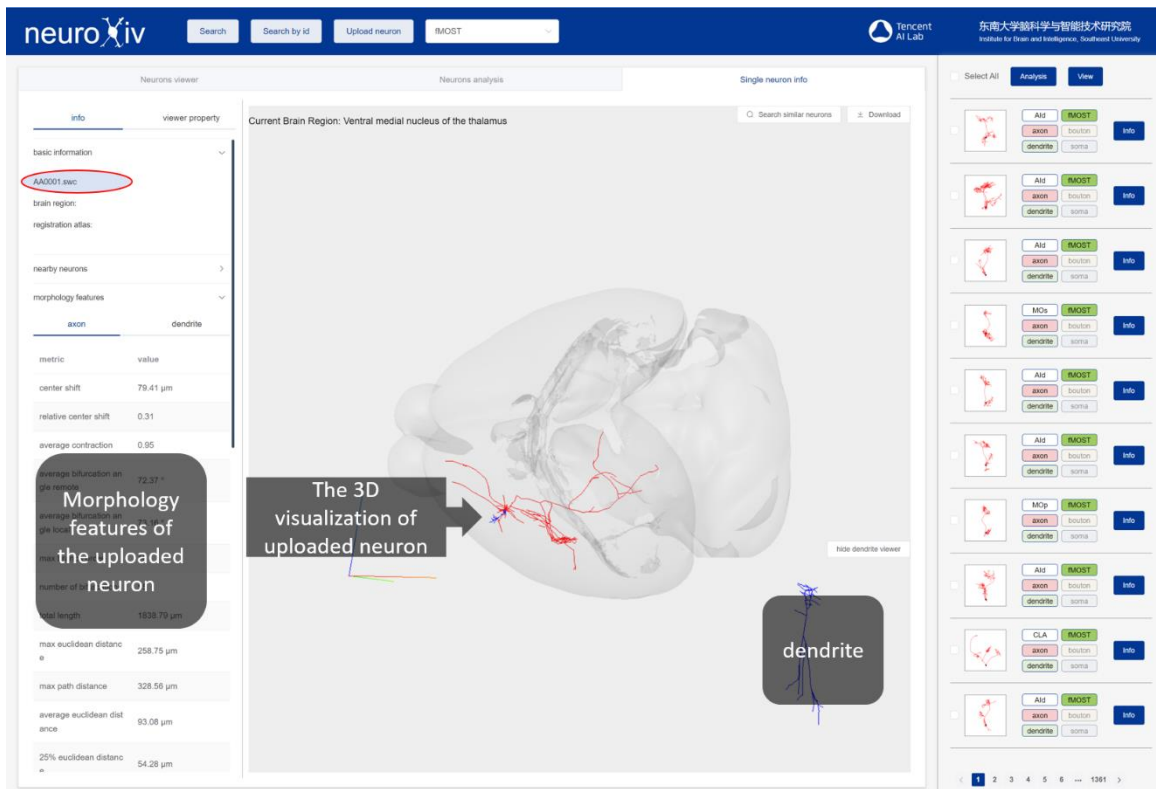 neuroXiv
Search
Search by id
Upload neuron
fMOST
Tencent
AI Lab
东南大学脑科学与智能技术研究院
Institute for Brain and Intelligence, Southeast University
Neurons viewer
Neurons analysis
Single neuron info
info
viewer property
basic information
AA0001.swc
brain region:
registration atlas:
nearby neurons
morphology features
axon
dendrite
metric
value
center shift
79.41 μm
relative center shift
0.31
average contraction
0.95
average bifurcation an
gle remote
72.37 °
average bifurcation an
gle local
max
number of b
total length
1838.79 μm
max euclidean distanc
e
258.75 μm
max path distance
328.56 μm
average euclidean dist
ance
93.08 μm
25% euclidean distanc
e
54.28 μm
Morphology
features of
the uploaded
neuron
Current Brain Region: Ventral medial nucleus of the thalamus
Search similar neurons
Download
The 3D
visualization of
uploaded neuron
hide dendrite viewer
dendrite
Select All
Analysis
View
AId fMOST
axon bouton
dendrite soma
Info
AId fMOST
axon bouton
dendrite soma
Info
AId fMOST
axon bouton
dendrite soma
Info
MOs fMOST
axon bouton
dendrite soma
Info
AId fMOST
axon bouton
dendrite soma
Info
AId fMOST
axon bouton
dendrite soma
Info
MOp fMOST
axon bouton
dendrite soma
Info
AId fMOST
axon bouton
dendrite soma
Info
CLA fMOST
axon bouton
dendrite soma
Info
AId fMOST
axon bouton
dendrite soma
Info
< 1 2 3 4 5 6 ... 1361 >